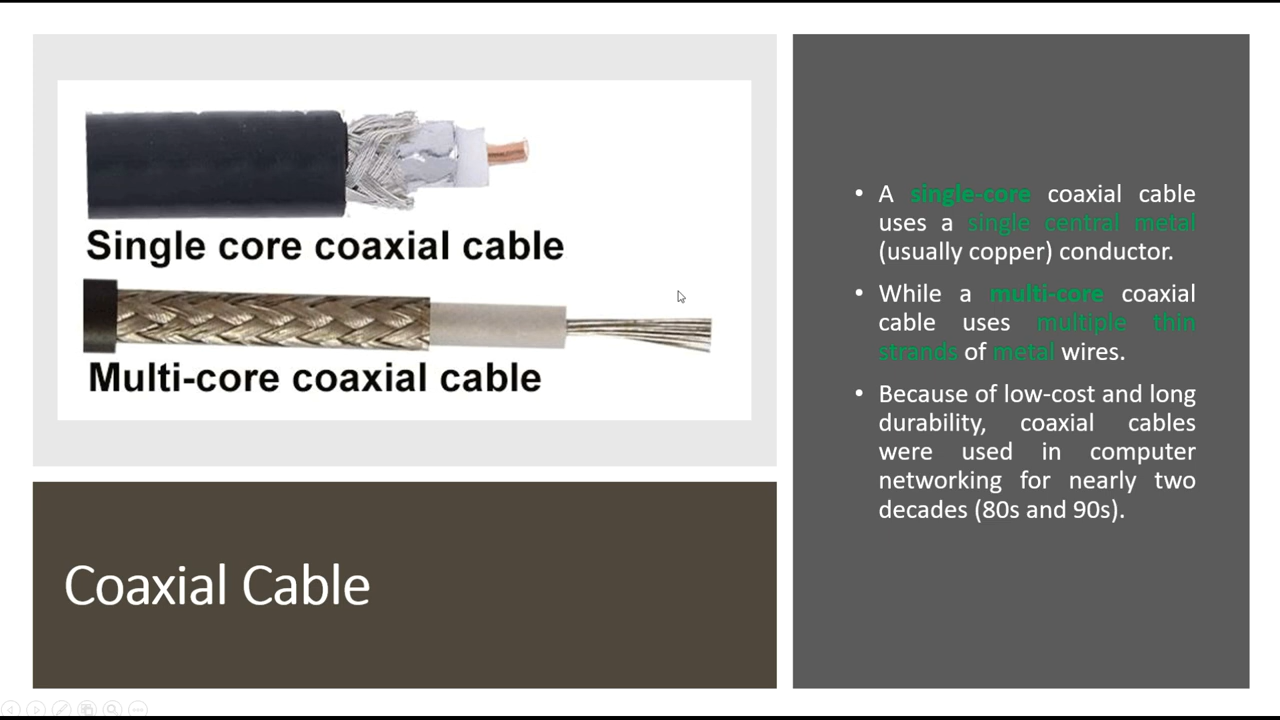 Single core coaxial cable
Multi-core coaxial cable
Coaxial Cable
• A single-core coaxial cable
uses a single central metal
(usually copper) conductor.
• While a multi-core coaxial
cable uses multiple thin
strands of metal wires.
• Because of low-cost and long
durability, coaxial cables
were used in computer
networking for nearly two
decades (80s and 90s).